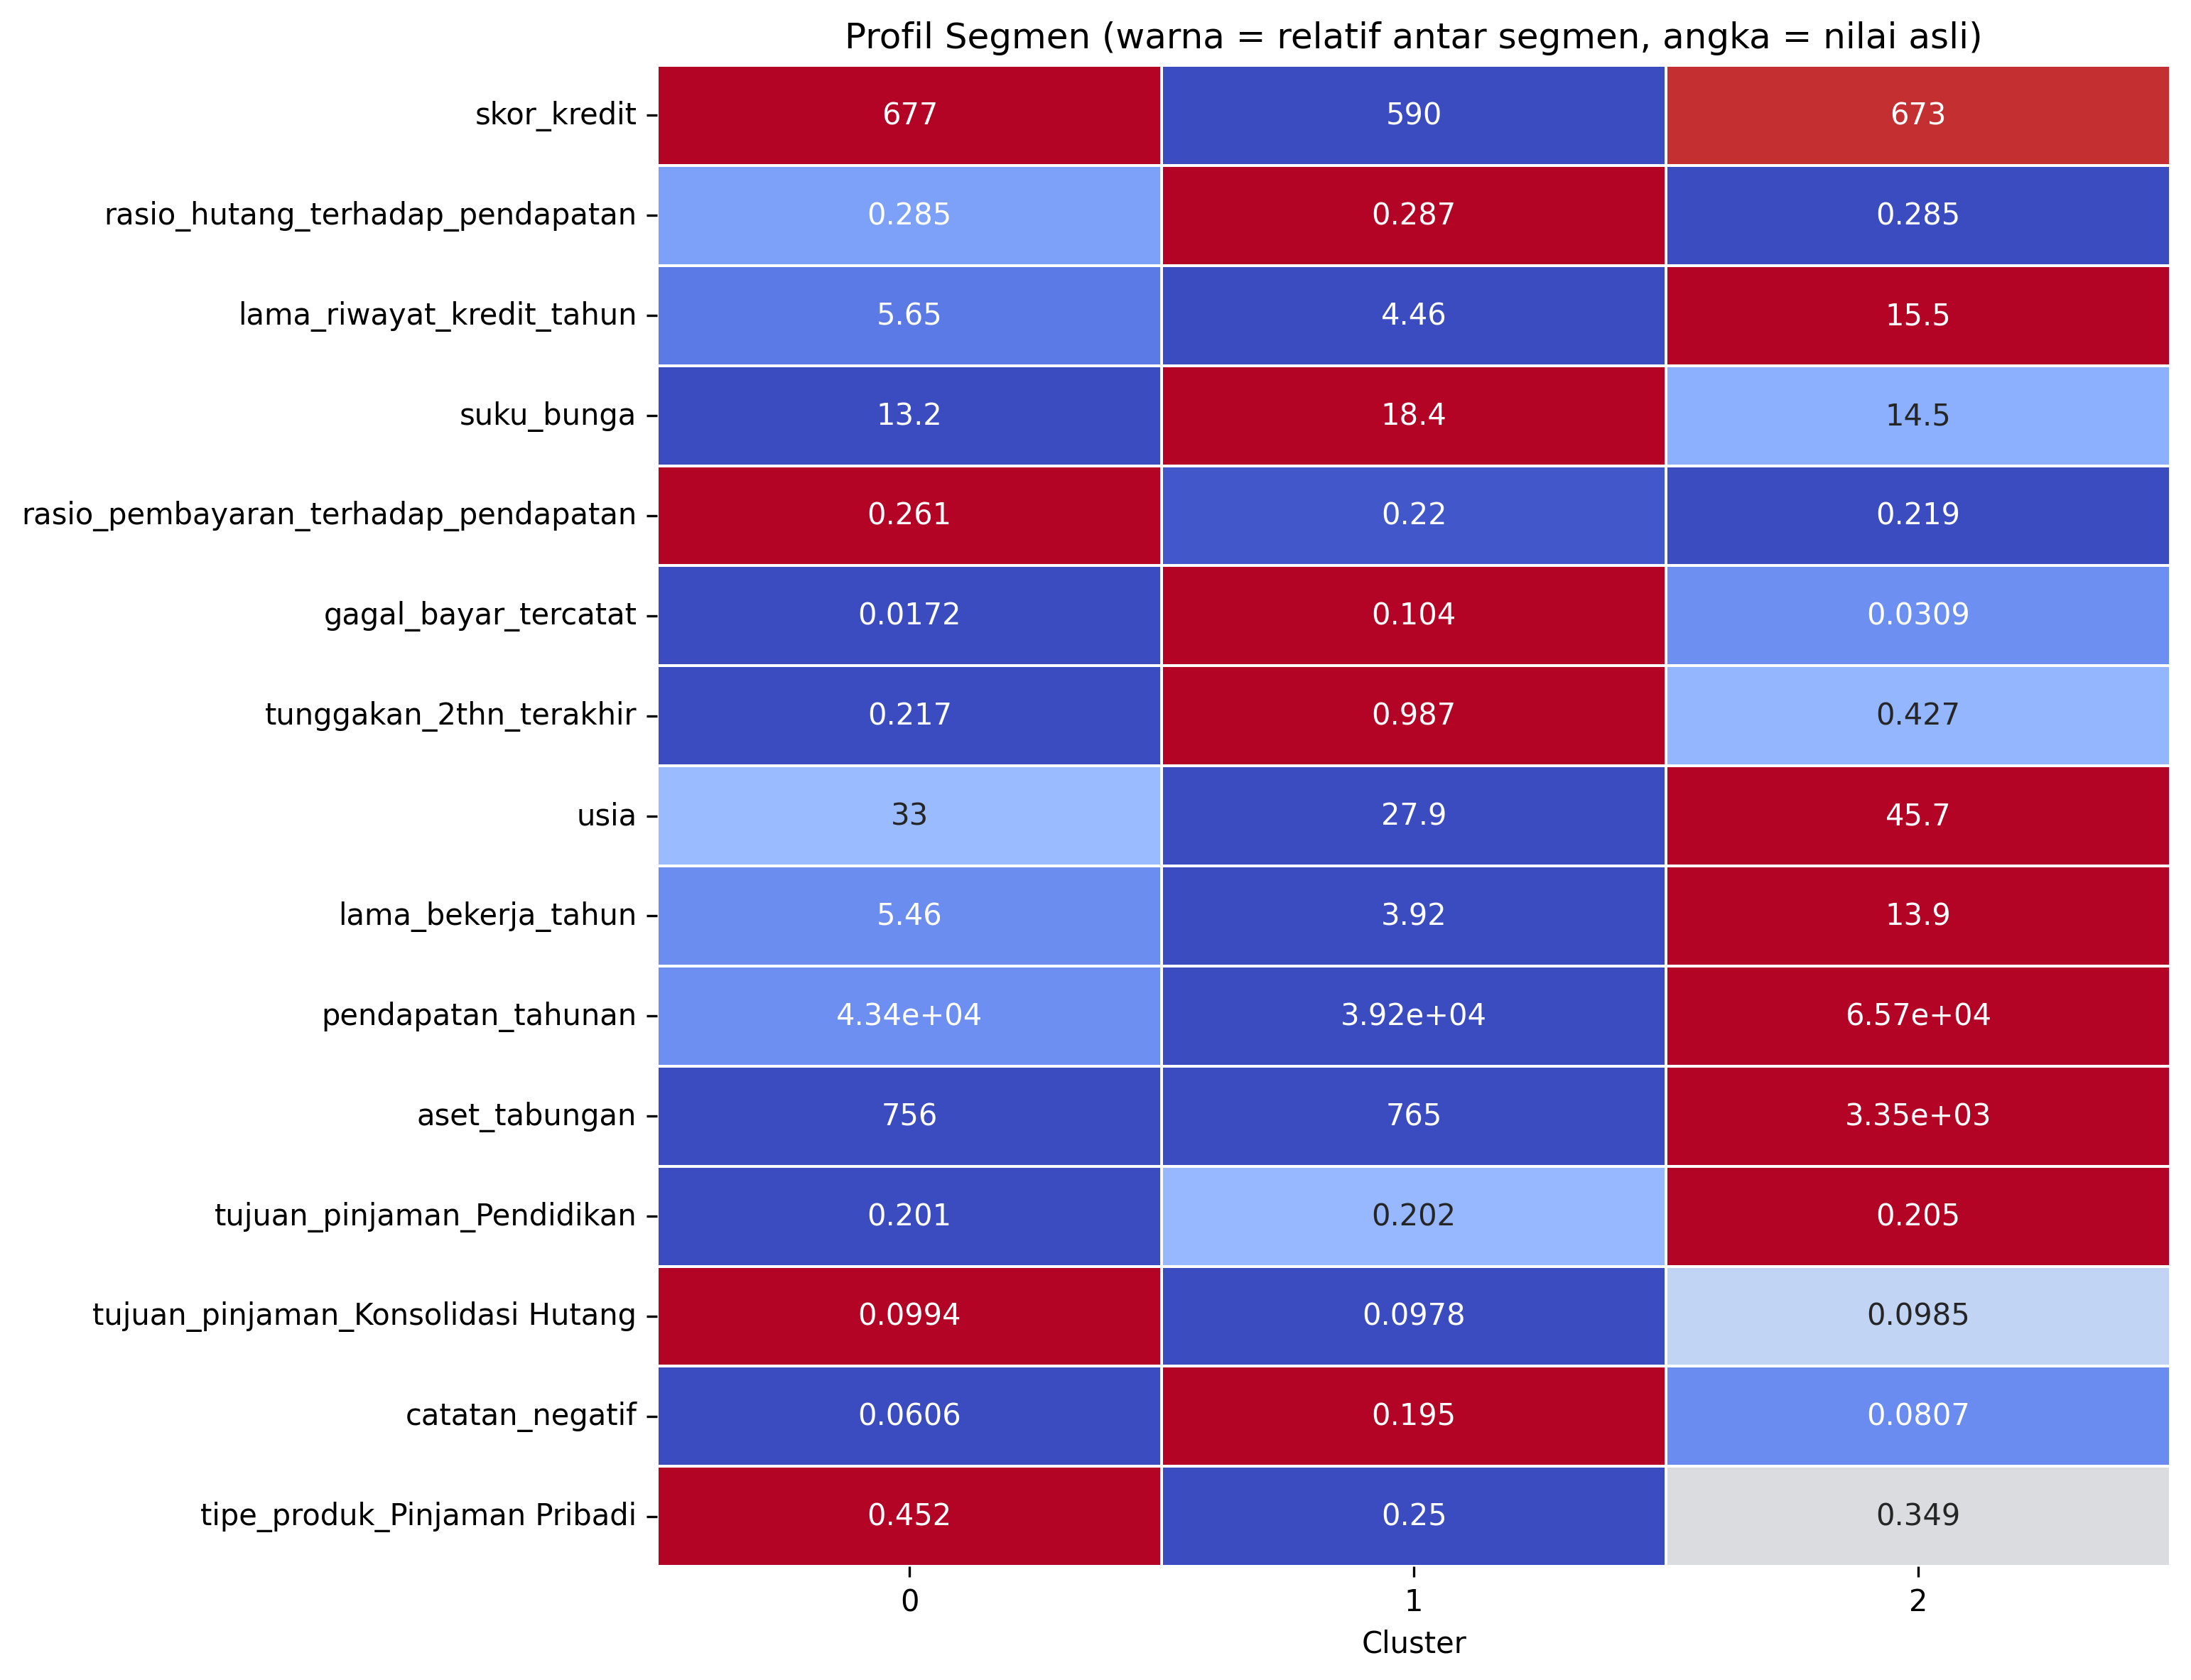 Profil Segmen (warna = relatif antar segmen, angka = nilai asli)
skor_kredit 677 590 673
rasio_hutang_terhadap_pendapatan 0.285 0.287 0.285
lama_riwayat_kredit_tahun 5.65 4.46 15.5
suku_bunga 13.2 18.4 14.5
rasio_pembayaran_terhadap_pendapatan 0.261 0.22 0.219
gagal_bayar_tercatat 0.0172 0.104 0.0309
tunggakan_2thn_terakhir 0.217 0.987 0.427
usia 33 27.9 45.7
lama_bekerja_tahun 5.46 3.92 13.9
pendapatan_tahunan 4.34e+04 3.92e+04 6.57e+04
aset_tabungan 756 765 3.35e+03
tujuan_pinjaman_Pendidikan 0.201 0.202 0.205
tujuan_pinjaman_Konsolidasi Hutang 0.0994 0.0978 0.0985
catatan_negatif 0.0606 0.195 0.0807
tipe_produk_Pinjaman Pribadi 0.452 0.25 0.349
0 1 2
Cluster